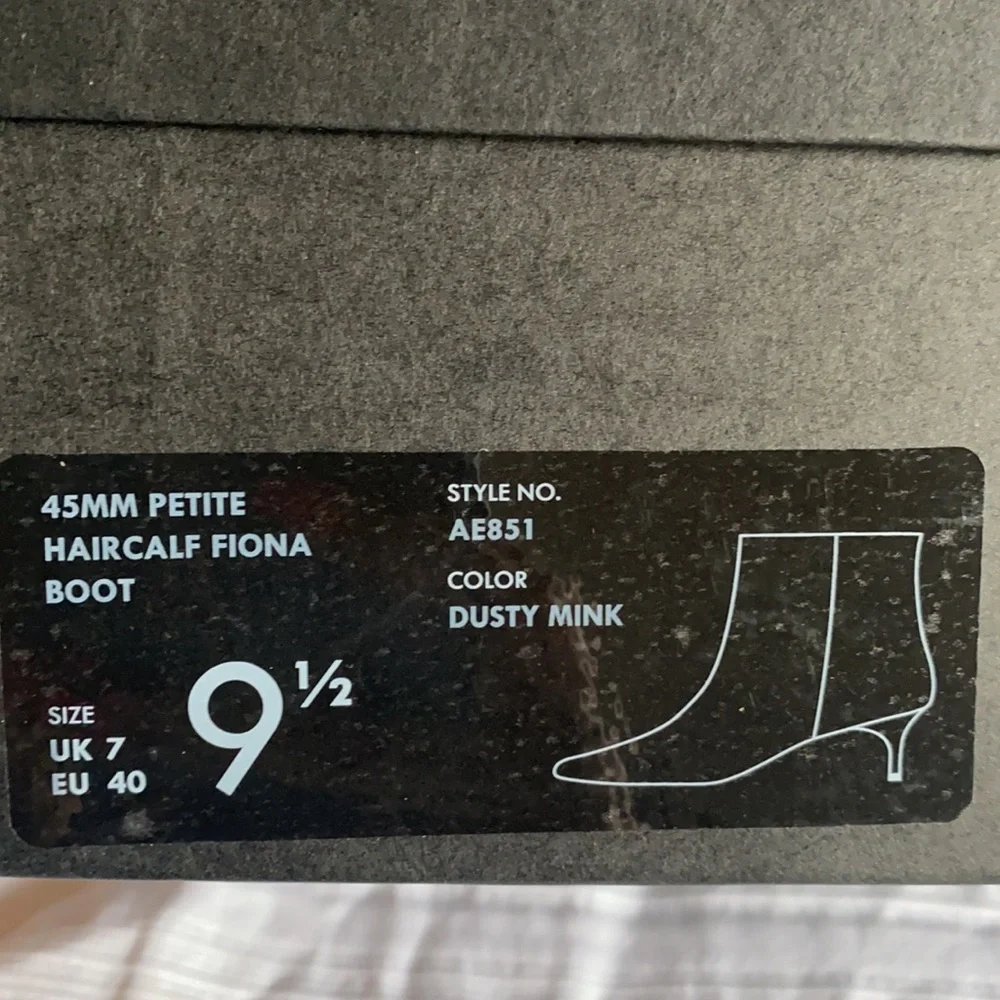 45MM PETITE
HAIRCALF FIONA
BOOT
STYLE NO.
AE851
COLOR
DUSTY MINK
SIZE
UK 7
EU 40
9 ½